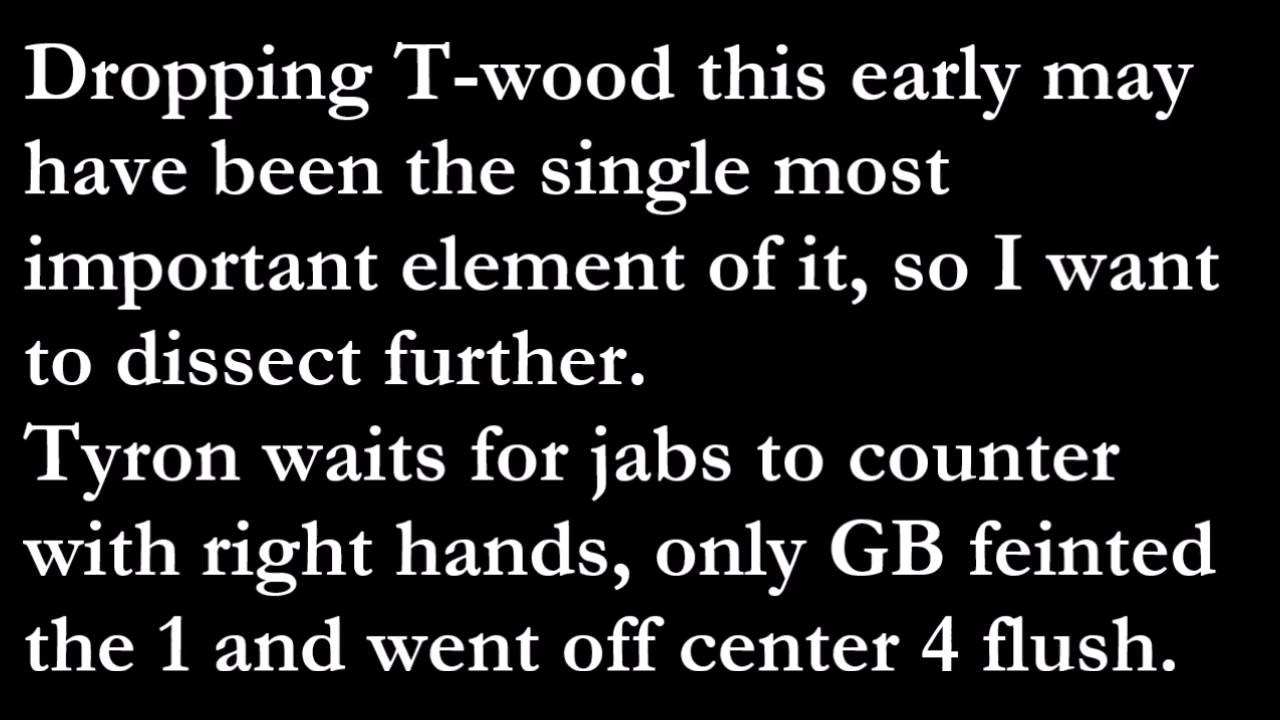 Dropping T-wood this early may
have been the single most
important element of it, so I want
to dissect further.
Tyron waits for jabs to counter
with right hands, only GB feinted
the 1 and went off center 4 flush.